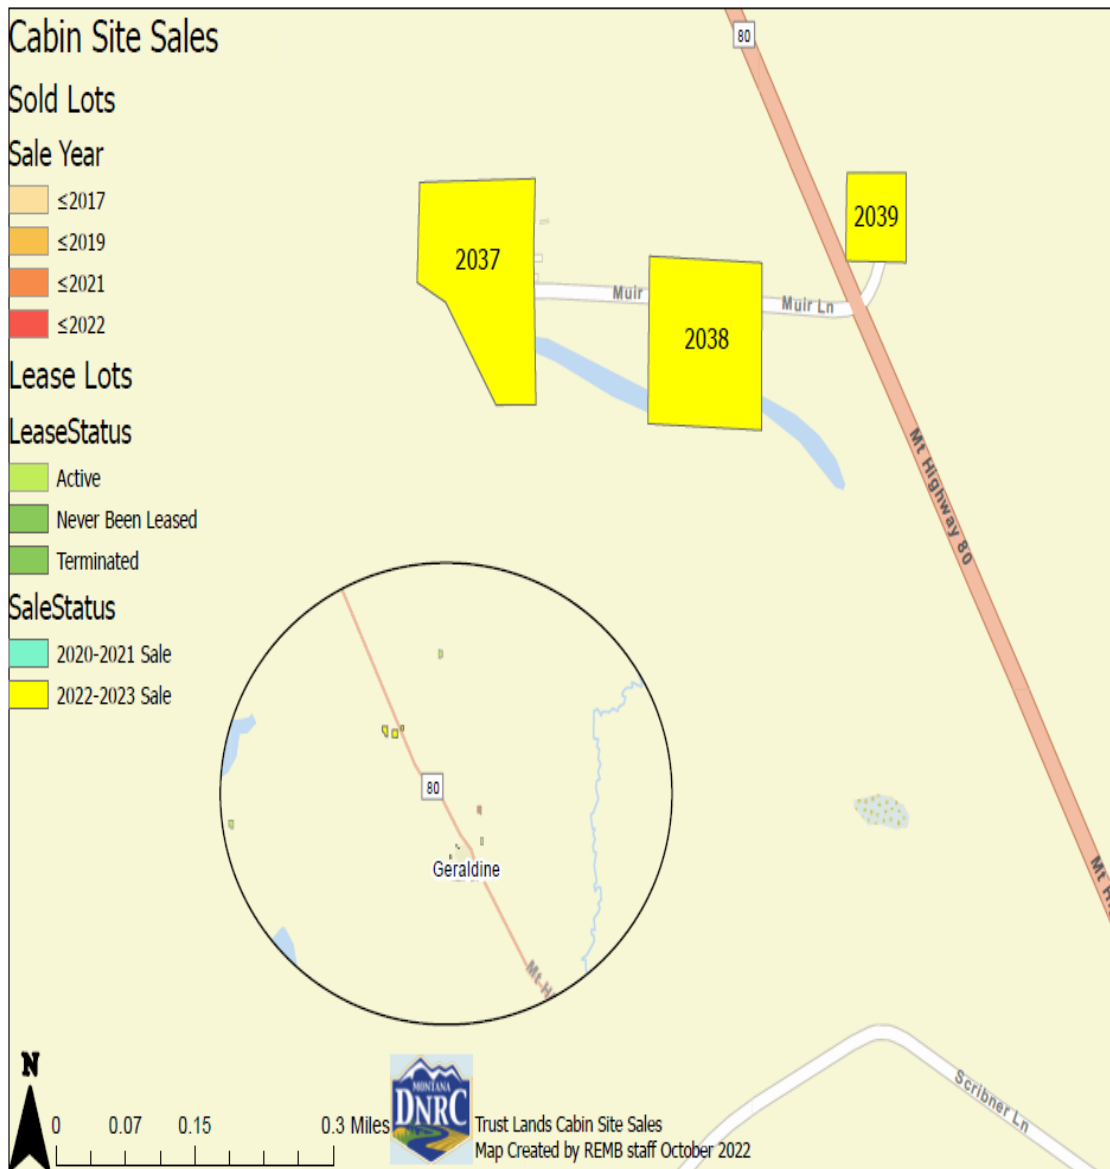 Cabin Site Sales
Sold Lots
Sale Year
≤2017
≤2019
≤2021
≤2022
Lease Lots
LeaseStatus
Active
Never Been Leased
Terminated
SaleStatus
2020-2021 Sale
2022-2023 Sale
80
2037
2038
2039
Muir
Muir Ln
Mt Highway 80
Mt Hi
80
Geraldine
Mt H
Scribner Ln
N
0 0.07 0.15 0.3 Miles
MONTANA
DNRC
Trust Lands Cabin Site Sales
Map Created by REMB staff October 2022